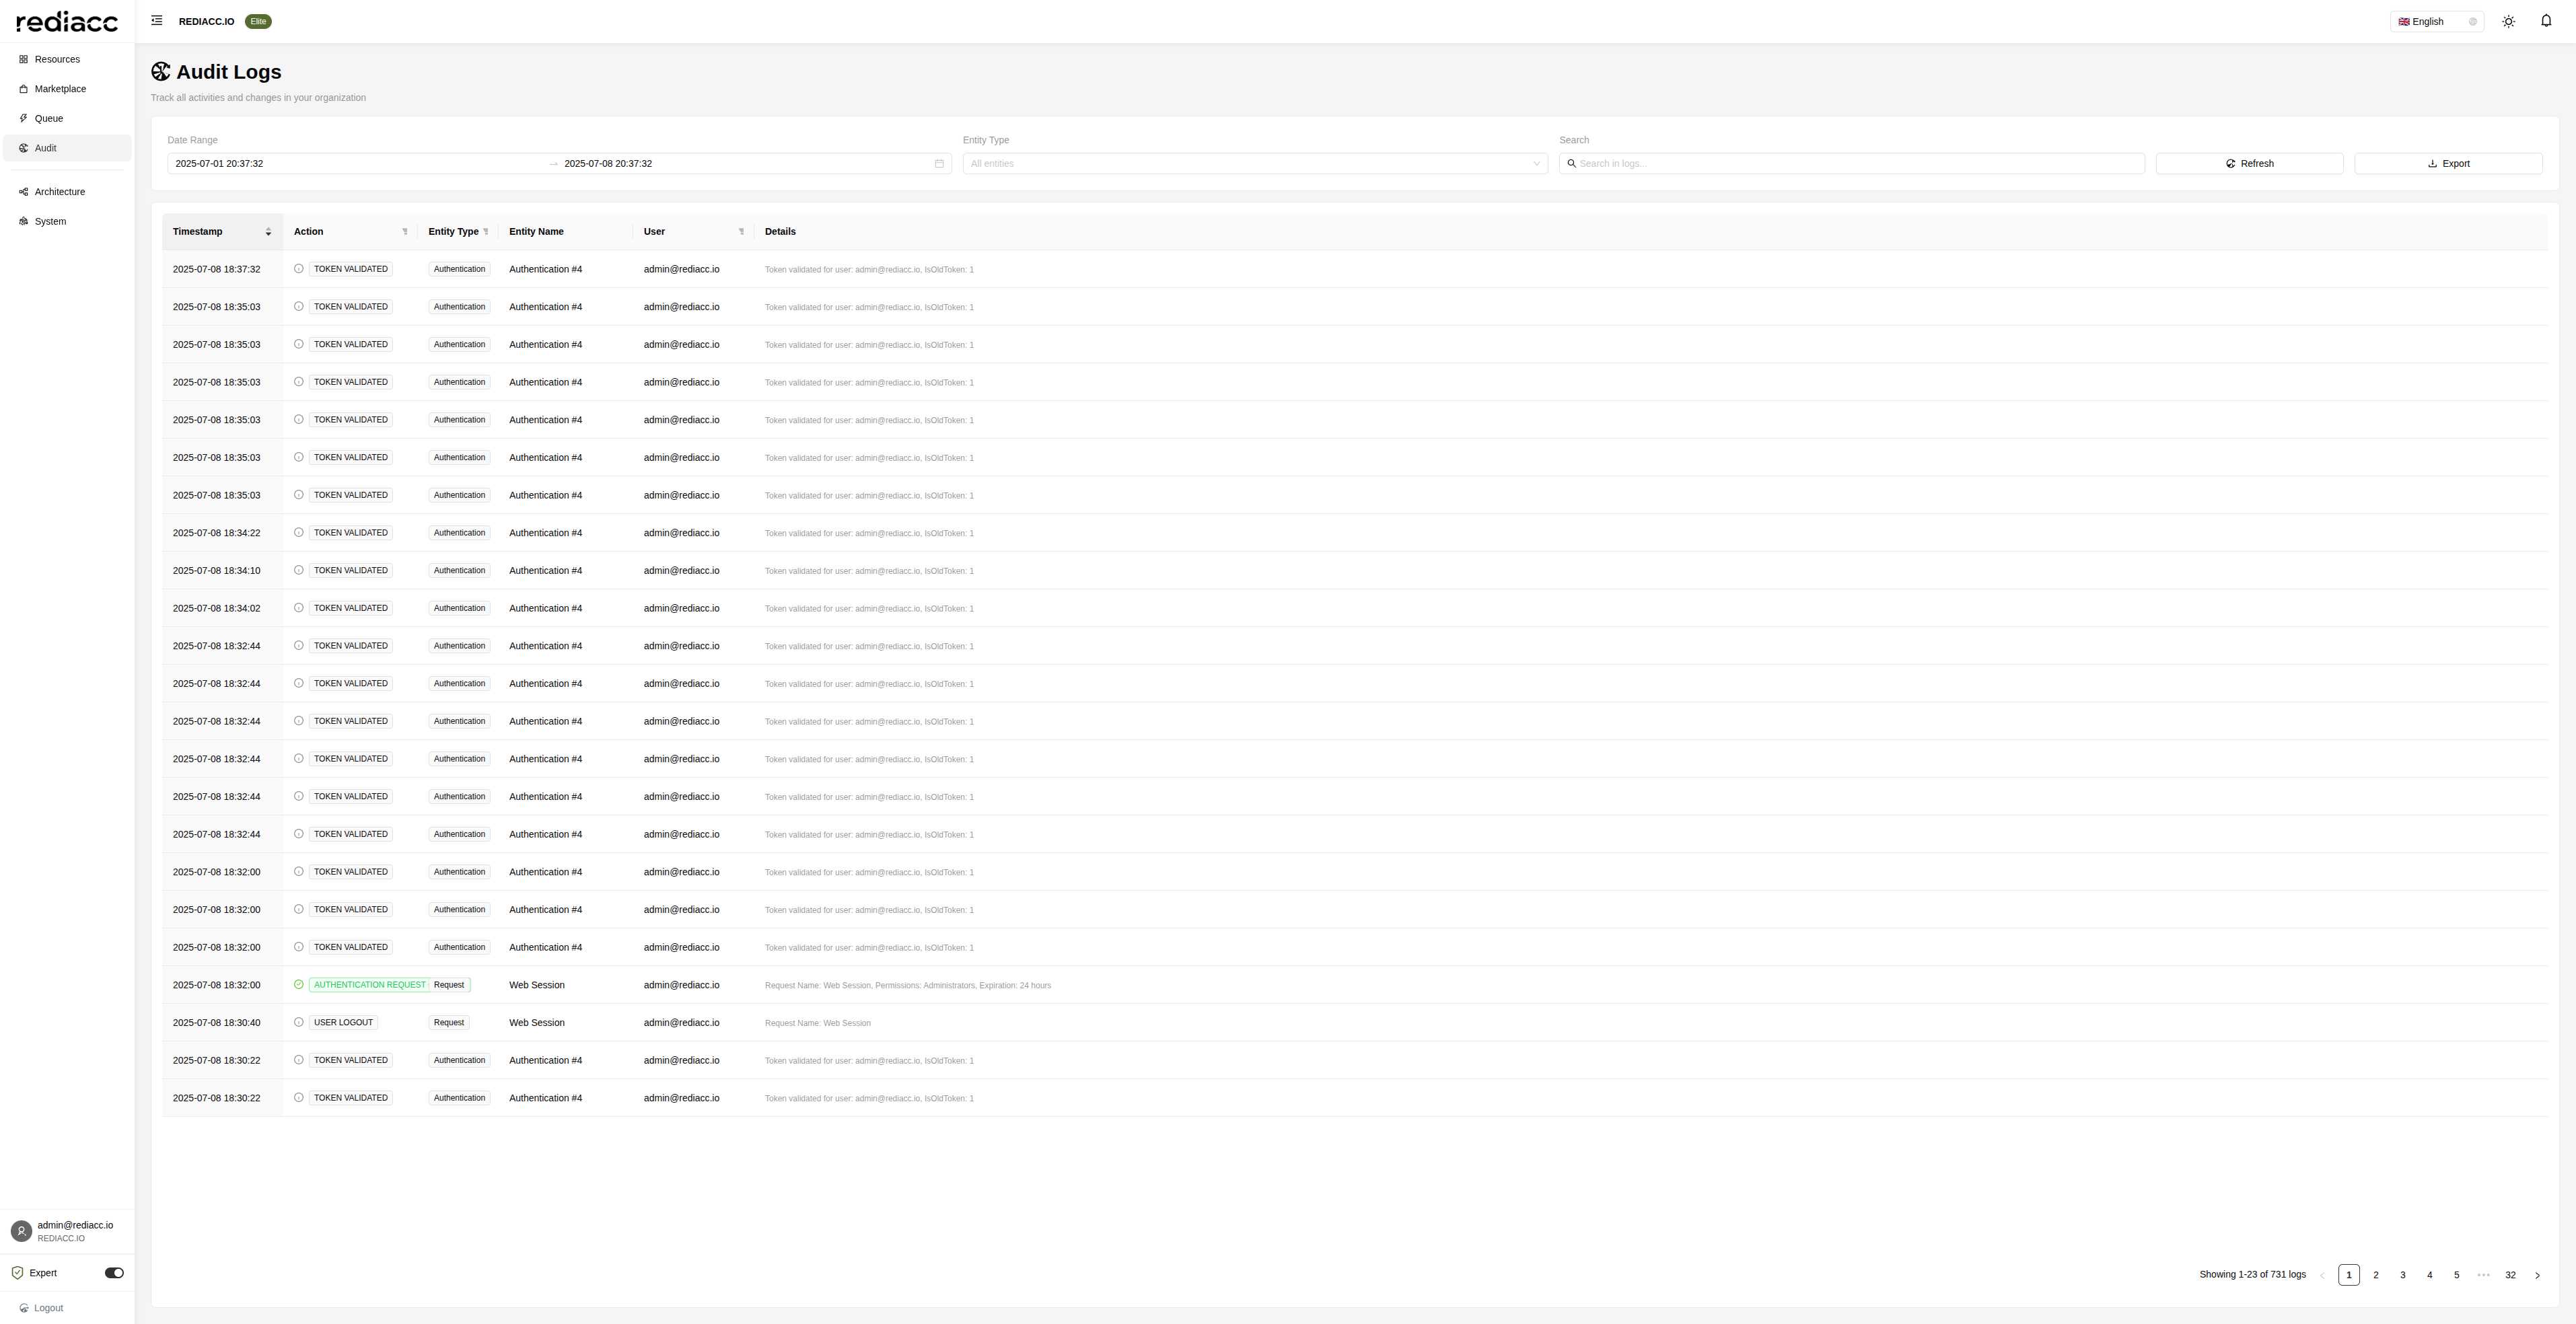 rediacc
REDIACC.IO Elite
🇬🇧 English
Resources
Marketplace
Queue
Audit
Architecture
System
Audit Logs
Track all activities and changes in your organization
Date Range Entity Type Search
2025-07-01 20:37:32 → 2025-07-08 20:37:32 All entities Search in logs... Refresh Export
Timestamp Action Entity Type Entity Name User Details
2025-07-08 18:37:32 TOKEN VALIDATED Authentication Authentication #4 admin@rediacc.io Token validated for user: admin@rediacc.io, IsOldToken: 1
2025-07-08 18:35:03 TOKEN VALIDATED Authentication Authentication #4 admin@rediacc.io Token validated for user: admin@rediacc.io, IsOldToken: 1
2025-07-08 18:35:03 TOKEN VALIDATED Authentication Authentication #4 admin@rediacc.io Token validated for user: admin@rediacc.io, IsOldToken: 1
2025-07-08 18:35:03 TOKEN VALIDATED Authentication Authentication #4 admin@rediacc.io Token validated for user: admin@rediacc.io, IsOldToken: 1
2025-07-08 18:35:03 TOKEN VALIDATED Authentication Authentication #4 admin@rediacc.io Token validated for user: admin@rediacc.io, IsOldToken: 1
2025-07-08 18:35:03 TOKEN VALIDATED Authentication Authentication #4 admin@rediacc.io Token validated for user: admin@rediacc.io, IsOldToken: 1
2025-07-08 18:35:03 TOKEN VALIDATED Authentication Authentication #4 admin@rediacc.io Token validated for user: admin@rediacc.io, IsOldToken: 1
2025-07-08 18:34:22 TOKEN VALIDATED Authentication Authentication #4 admin@rediacc.io Token validated for user: admin@rediacc.io, IsOldToken: 1
2025-07-08 18:34:10 TOKEN VALIDATED Authentication Authentication #4 admin@rediacc.io Token validated for user: admin@rediacc.io, IsOldToken: 1
2025-07-08 18:34:02 TOKEN VALIDATED Authentication Authentication #4 admin@rediacc.io Token validated for user: admin@rediacc.io, IsOldToken: 1
2025-07-08 18:32:44 TOKEN VALIDATED Authentication Authentication #4 admin@rediacc.io Token validated for user: admin@rediacc.io, IsOldToken: 1
2025-07-08 18:32:44 TOKEN VALIDATED Authentication Authentication #4 admin@rediacc.io Token validated for user: admin@rediacc.io, IsOldToken: 1
2025-07-08 18:32:44 TOKEN VALIDATED Authentication Authentication #4 admin@rediacc.io Token validated for user: admin@rediacc.io, IsOldToken: 1
2025-07-08 18:32:44 TOKEN VALIDATED Authentication Authentication #4 admin@rediacc.io Token validated for user: admin@rediacc.io, IsOldToken: 1
2025-07-08 18:32:44 TOKEN VALIDATED Authentication Authentication #4 admin@rediacc.io Token validated for user: admin@rediacc.io, IsOldToken: 1
2025-07-08 18:32:44 TOKEN VALIDATED Authentication Authentication #4 admin@rediacc.io Token validated for user: admin@rediacc.io, IsOldToken: 1
2025-07-08 18:32:00 TOKEN VALIDATED Authentication Authentication #4 admin@rediacc.io Token validated for user: admin@rediacc.io, IsOldToken: 1
2025-07-08 18:32:00 TOKEN VALIDATED Authentication Authentication #4 admin@rediacc.io Token validated for user: admin@rediacc.io, IsOldToken: 1
2025-07-08 18:32:00 TOKEN VALIDATED Authentication Authentication #4 admin@rediacc.io Token validated for user: admin@rediacc.io, IsOldToken: 1
2025-07-08 18:32:00 AUTHENTICATION REQUEST Request Web Session admin@rediacc.io Request Name: Web Session, Permissions: Administrators, Expiration: 24 hours
2025-07-08 18:30:40 USER LOGOUT Request Web Session admin@rediacc.io Request Name: Web Session
2025-07-08 18:30:22 TOKEN VALIDATED Authentication Authentication #4 admin@rediacc.io Token validated for user: admin@rediacc.io, IsOldToken: 1
2025-07-08 18:30:22 TOKEN VALIDATED Authentication Authentication #4 admin@rediacc.io Token validated for user: admin@rediacc.io, IsOldToken: 1
Showing 1-23 of 731 logs 1 2 3 4 5 ••• 32
admin@rediacc.io
REDIACC.IO
Expert
Logout